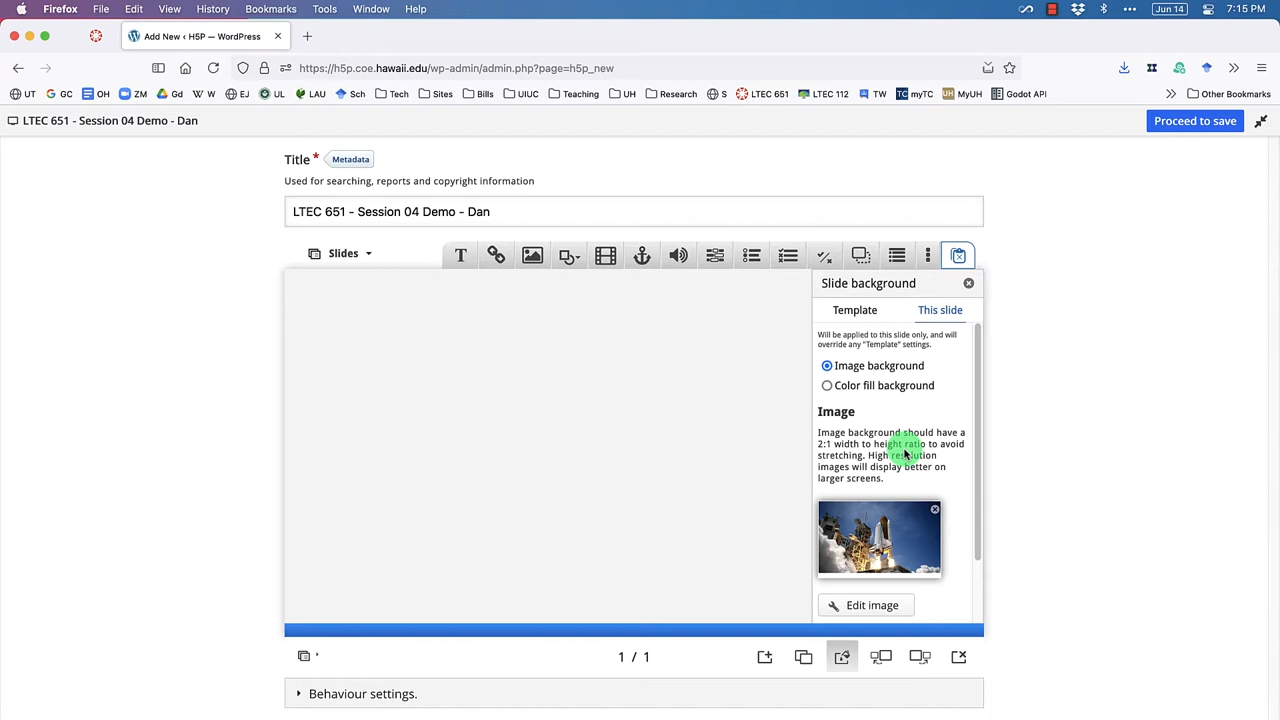 Firefox File Edit View History Bookmarks Tools Window Help Jun 14 7:15 PM
Add New ‹ H5P — WordPress
https://h5p.coe.hawaii.edu/wp-admin/admin.php?page=h5p_new
UT GC OH ZM Gd W EJ UL LAU Sch Tech Sites Bills UIUC Teaching UH Research S LTEC 651 LTEC 112 TW myTC MyUH Godot API Other Bookmarks
LTEC 651 - Session 04 Demo - Dan Proceed to save
Title * Metadata
Used for searching, reports and copyright information
LTEC 651 - Session 04 Demo - Dan
Slides T
Slide background
Template This slide
Will be applied to this slide only, and will
override any "Template" settings.
Image background
Color fill background
Image
Image background should have a
2:1 width to height ratio to avoid
stretching. High resolution
images will display better on
larger screens.
Edit image
1 / 1
Behaviour settings.